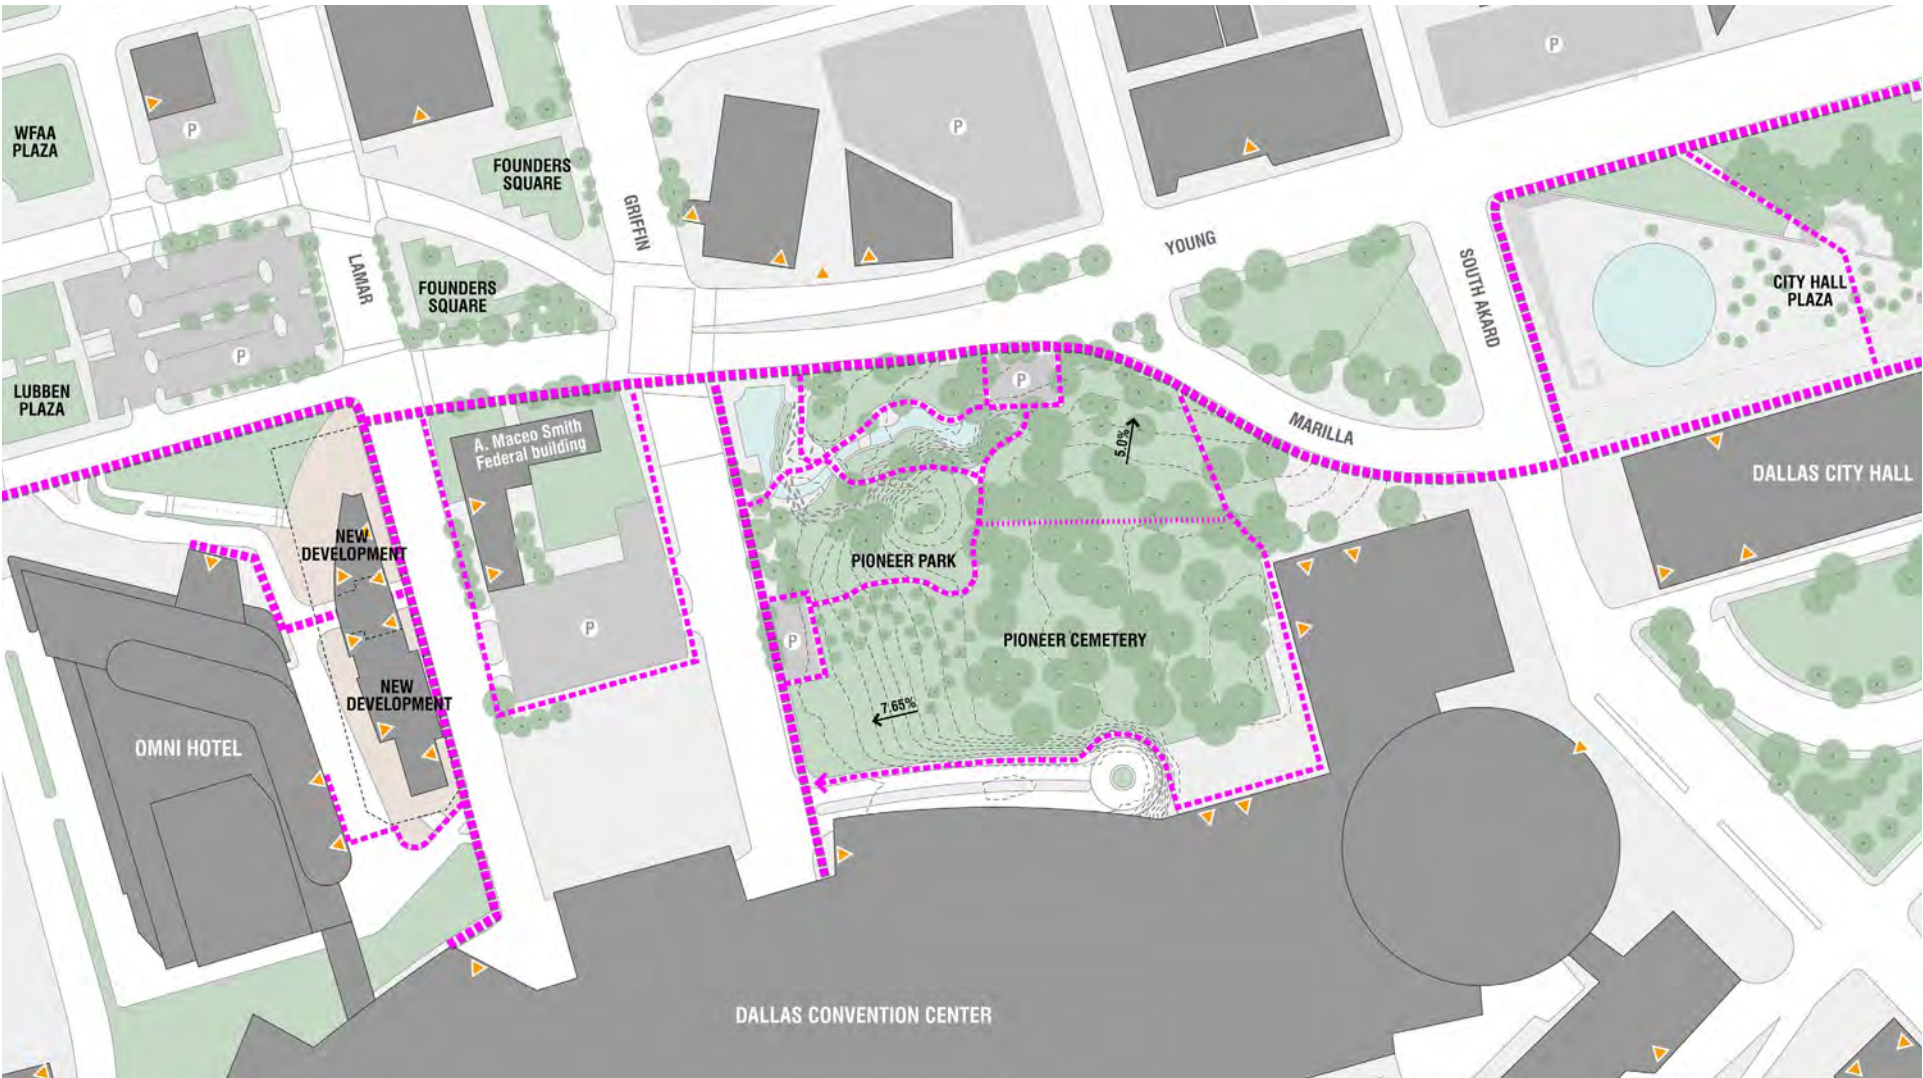 P
P
P
WFAA
PLAZA
P
FOUNDERS
SQUARE
GRIFFIN
YOUNG
LAMAR
SOUTH AKARD
FOUNDERS
SQUARE
CITY HALL
PLAZA
P
LUBBEN
PLAZA
P
MARILLA
A. Maceo Smith
Federal building
5.0%
DALLAS CITY HALL
NEW
DEVELOPMENT
PIONEER PARK
P
P
PIONEER CEMETERY
NEW
DEVELOPMENT
7.65%
OMNI HOTEL
DALLAS CONVENTION CENTER